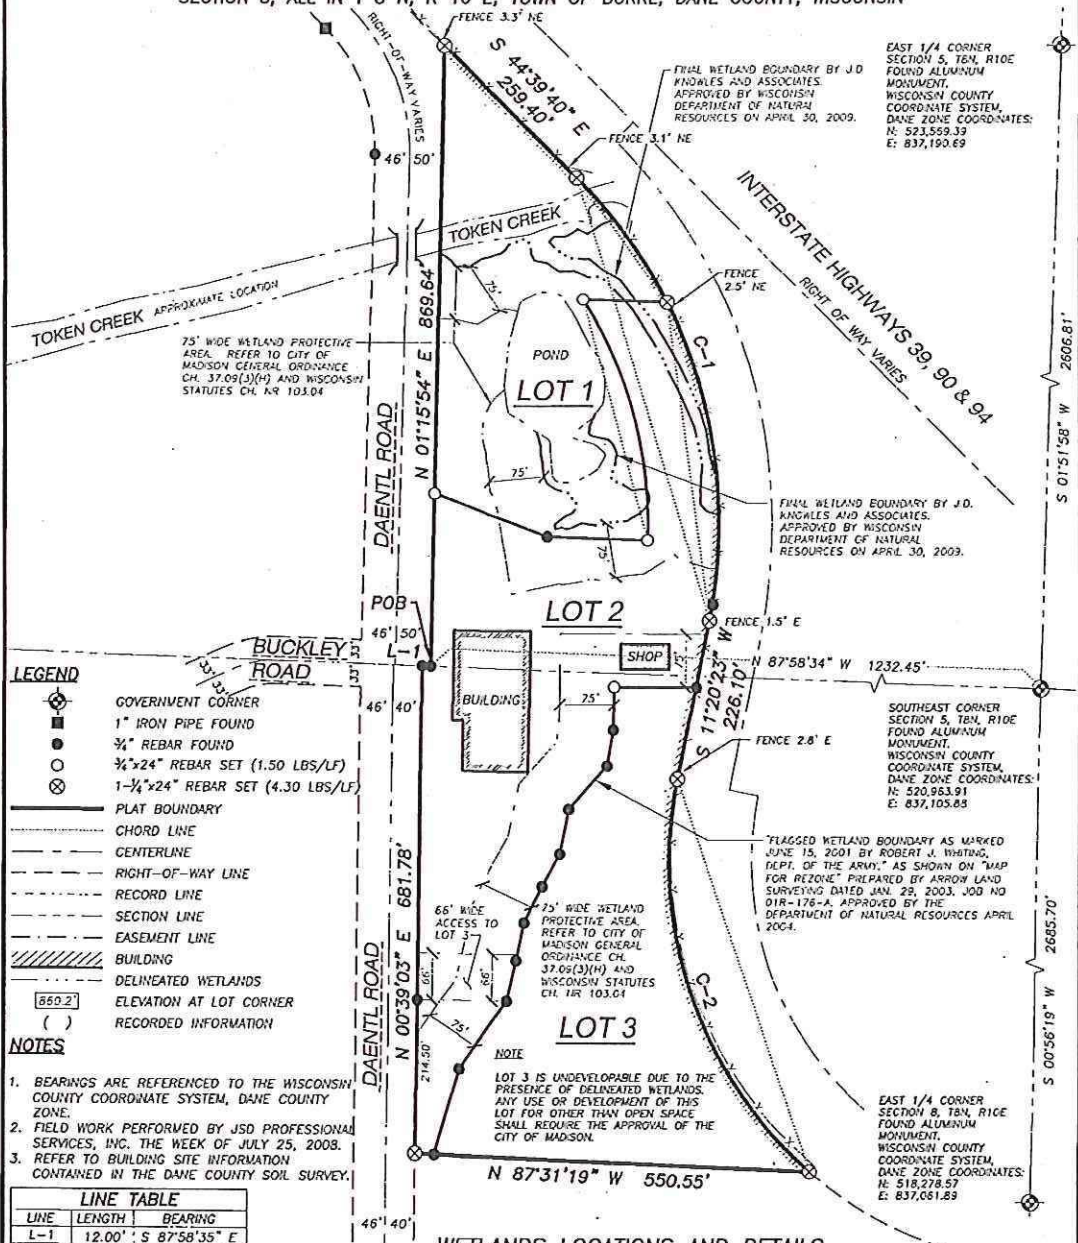 SECTION 5, ALL IN T 8 N, R 10 E, TOWN OF BURKE, DANE COUNTY, WISCONSIN
FENCE 3.3' NE
RIGHT-OF-WAY VARIES
S 44°39'40" E
259.40'
FINAL WETLAND BOUNDARY BY J.D
KNOWLES AND ASSOCIATES.
APPROVED BY WISCONSIN
DEPARTMENT OF NATURAL
RESOURCES ON APRIL 30, 2009.
EAST 1/4 CORNER
SECTION 5, T8N, R10E
FOUND ALUMINUM
MONUMENT.
WISCONSIN COUNTY
COORDINATE SYSTEM,
DANE ZONE COORDINATES:
N: 523,569.39
E: 837,190.69
FENCE 3.1' NE
46' 50'
TOKEN CREEK
TOKEN CREEK APPROXIMATE LOCATION
INTERSTATE HIGHWAYS 39, 90 & 94
RIGHT OF WAY VARIES
FENCE
2.5' NE
75'
N 01°15'54" E 869.64'
75' WIDE WETLAND PROTECTIVE
AREA. REFER TO CITY OF
MADISON GENERAL ORDINANCE
CH. 37.09(3)(H) AND WISCONSIN
STATUTES CH. NR 103.04
POND
LOT 1
C-1
S 01°51'58" W 2606.81'
DAENTL ROAD
75'
FINAL WETLAND BOUNDARY BY J.D.
KNOWLES AND ASSOCIATES.
APPROVED BY WISCONSIN
DEPARTMENT OF NATURAL
RESOURCES ON APRIL 30, 2009.
75'
POB
LOT 2
FENCE 1.5' E
46' 50'
L-1
BUCKLEY
ROAD
33'
33'
33'
33'
SHOP
N 87°58'34" W 1232.45'
BUILDING
75'
46' 40'
S 11°20'23" W
226.10'
FENCE 2.8' E
SOUTHEAST CORNER
SECTION 5, T8N, R10E
FOUND ALUMINUM
MONUMENT.
WISCONSIN COUNTY
COORDINATE SYSTEM,
DANE ZONE COORDINATES:
N: 520,963.91
E: 837,105.88
LEGEND
GOVERNMENT CORNER
1" IRON PIPE FOUND
¾" REBAR FOUND
¾"x24" REBAR SET (1.50 LBS/LF)
1-¼"x24" REBAR SET (4.30 LBS/LF)
PLAT BOUNDARY
CHORD LINE
CENTERLINE
RIGHT-OF-WAY LINE
RECORD LINE
SECTION LINE
EASEMENT LINE
BUILDING
DELINEATED WETLANDS
860.2' ELEVATION AT LOT CORNER
( ) RECORDED INFORMATION
"FLAGGED WETLAND BOUNDARY AS MARKED
JUNE 15, 2001 BY ROBERT J. WHITING,
DEPT. OF THE ARMY." AS SHOWN ON "MAP
FOR REZONE" PREPARED BY ARROW LAND
SURVEYING DATED JAN. 29, 2003, JOB NO
01R-176-A. APPROVED BY THE
DEPARTMENT OF NATURAL RESOURCES APRIL
2004.
N 00°39'03" E 681.78'
66' WIDE
ACCESS TO
LOT 3
75' WIDE WETLAND
PROTECTIVE AREA.
REFER TO CITY OF
MADISON GENERAL
ORDINANCE CH.
37.09(3)(H) AND
WISCONSIN STATUTES
CH. NR 103.04
66'
66'
75'
214.50'
DAENTL ROAD
C-2
S 00°56'19" W 2685.70'
LOT 3
NOTE
LOT 3 IS UNDEVELOPABLE DUE TO THE
PRESENCE OF DELINEATED WETLANDS.
ANY USE OR DEVELOPMENT OF THIS
LOT FOR OTHER THAN OPEN SPACE
SHALL REQUIRE THE APPROVAL OF THE
CITY OF MADISON.
N 87°31'19" W 550.55'
EAST 1/4 CORNER
SECTION 8, T8N, R10E
FOUND ALUMINUM
MONUMENT.
WISCONSIN COUNTY
COORDINATE SYSTEM,
DANE ZONE COORDINATES:
N: 518,278.57
E: 837,061.89
NOTES
1. BEARINGS ARE REFERENCED TO THE WISCONSIN
COUNTY COORDINATE SYSTEM, DANE COUNTY
ZONE.
2. FIELD WORK PERFORMED BY JSD PROFESSIONAL
SERVICES, INC. THE WEEK OF JULY 25, 2008.
3. REFER TO BUILDING SITE INFORMATION
CONTAINED IN THE DANE COUNTY SOIL SURVEY.
LINE TABLE
LINE LENGTH BEARING
L-1 12.00' S 87°58'35" E
46' 40'
WETLANDS LOCATIONS AND DETAILS